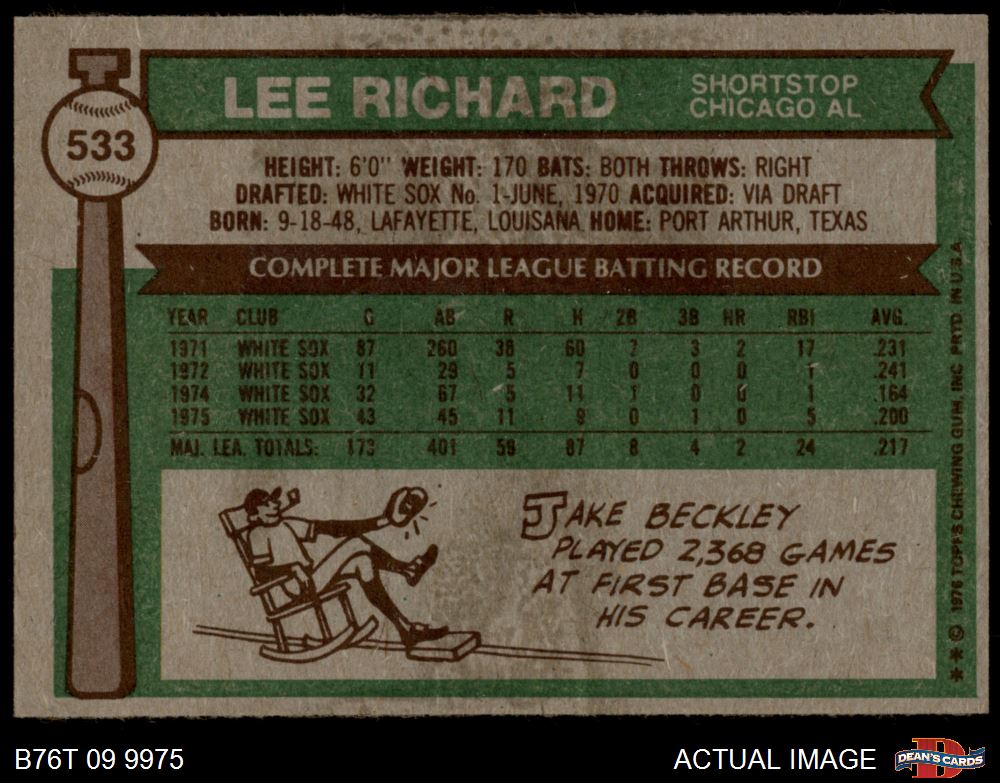 533
LEE RICHARD
SHORTSTOP
CHICAGO AL
HEIGHT: 6'0" WEIGHT: 170 BATS: BOTH THROWS: RIGHT
DRAFTED: WHITE SOX No. 1-JUNE, 1970 ACQUIRED: VIA DRAFT
BORN: 9-18-48, LAFAYETTE, LOUISANA HOME: PORT ARTHUR, TEXAS
COMPLETE MAJOR LEAGUE BATTING RECORD
YEAR CLUB G AB R H 2B 3B HR RBI AVG.
1971 WHITE SOX 87 260 38 60 7 3 2 17 .231
1972 WHITE SOX 11 29 5 7 0 0 0 1 .241
1974 WHITE SOX 32 67 5 11 1 0 0 1 .164
1975 WHITE SOX 43 45 11 9 0 1 0 5 .200
MAJ. LEA. TOTALS: 173 401 59 87 8 4 2 24 .217
JAKE BECKLEY
PLAYED 2,368 GAMES
AT FIRST BASE IN
HIS CAREER.
** © 1976 TOPPS CHEWING GUM, INC. PRTD. IN U.S.A.
B76T 09 9975
ACTUAL IMAGE
DEAN'S CARDS